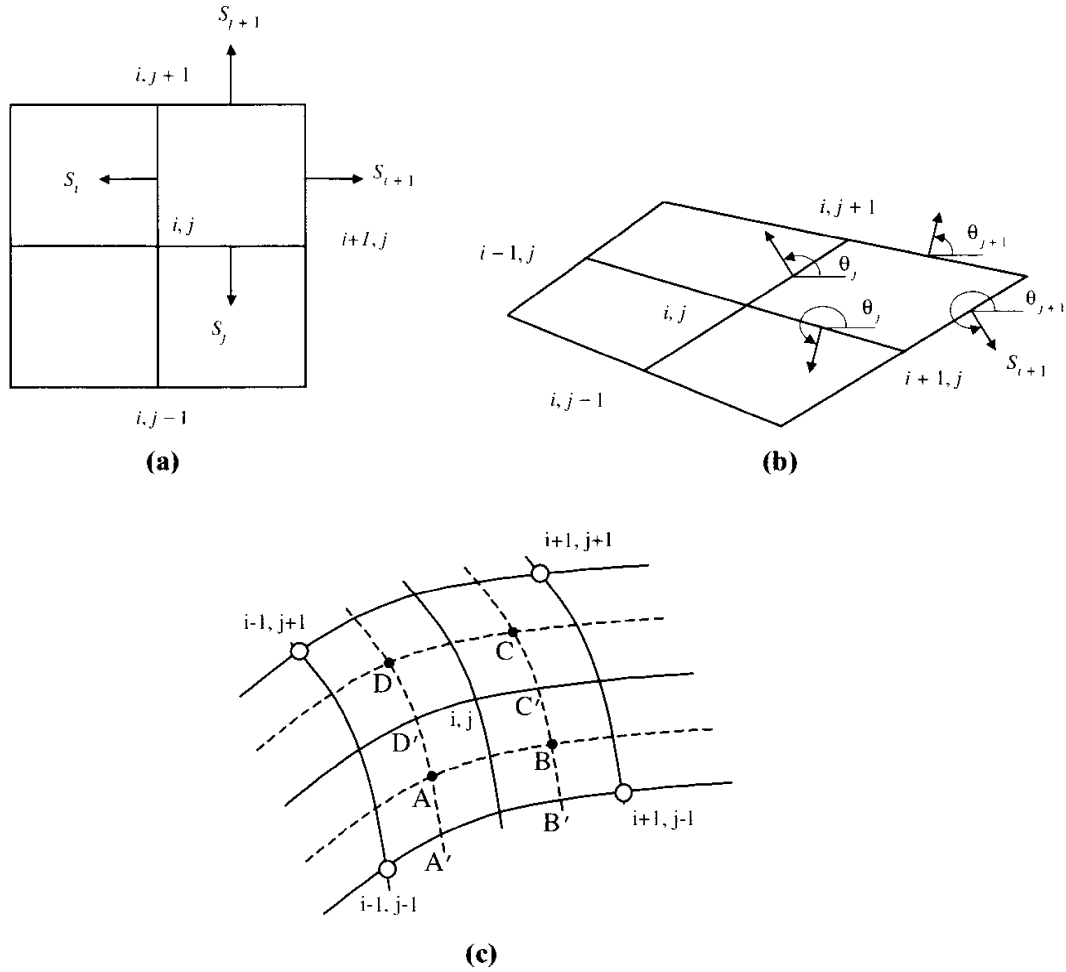 S_{j+1}
i, j + 1
S_i
S_{i+1}
i, j
i+1, j
S_j
i, j − 1
(a)
i, j + 1
θ_{j+1}
i − 1, j
θ_j
θ_{j+1}
i, j
θ_j
S_{i+1}
i + 1, j
i, j − 1
(b)
i+1, j+1
i-1, j+1
C
D
C′
i, j
D′
B
A
B′
i+1, j-1
A′
i-1, j-1
(c)